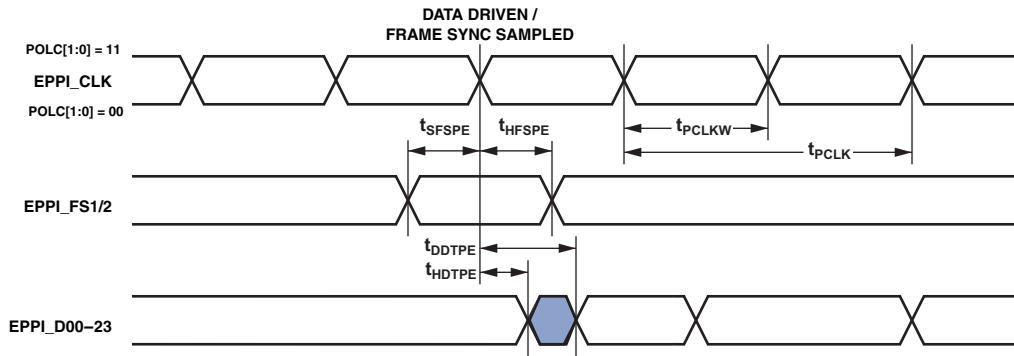 DATA DRIVEN /
FRAME SYNC SAMPLED
POLC[1:0] = 11
EPPI_CLK
POLC[1:0] = 00
tSFSPE
tHFSPE
tPCLKW
tPCLK
EPPI_FS1/2
tDDTPE
tHDTPE
EPPI_D00–23